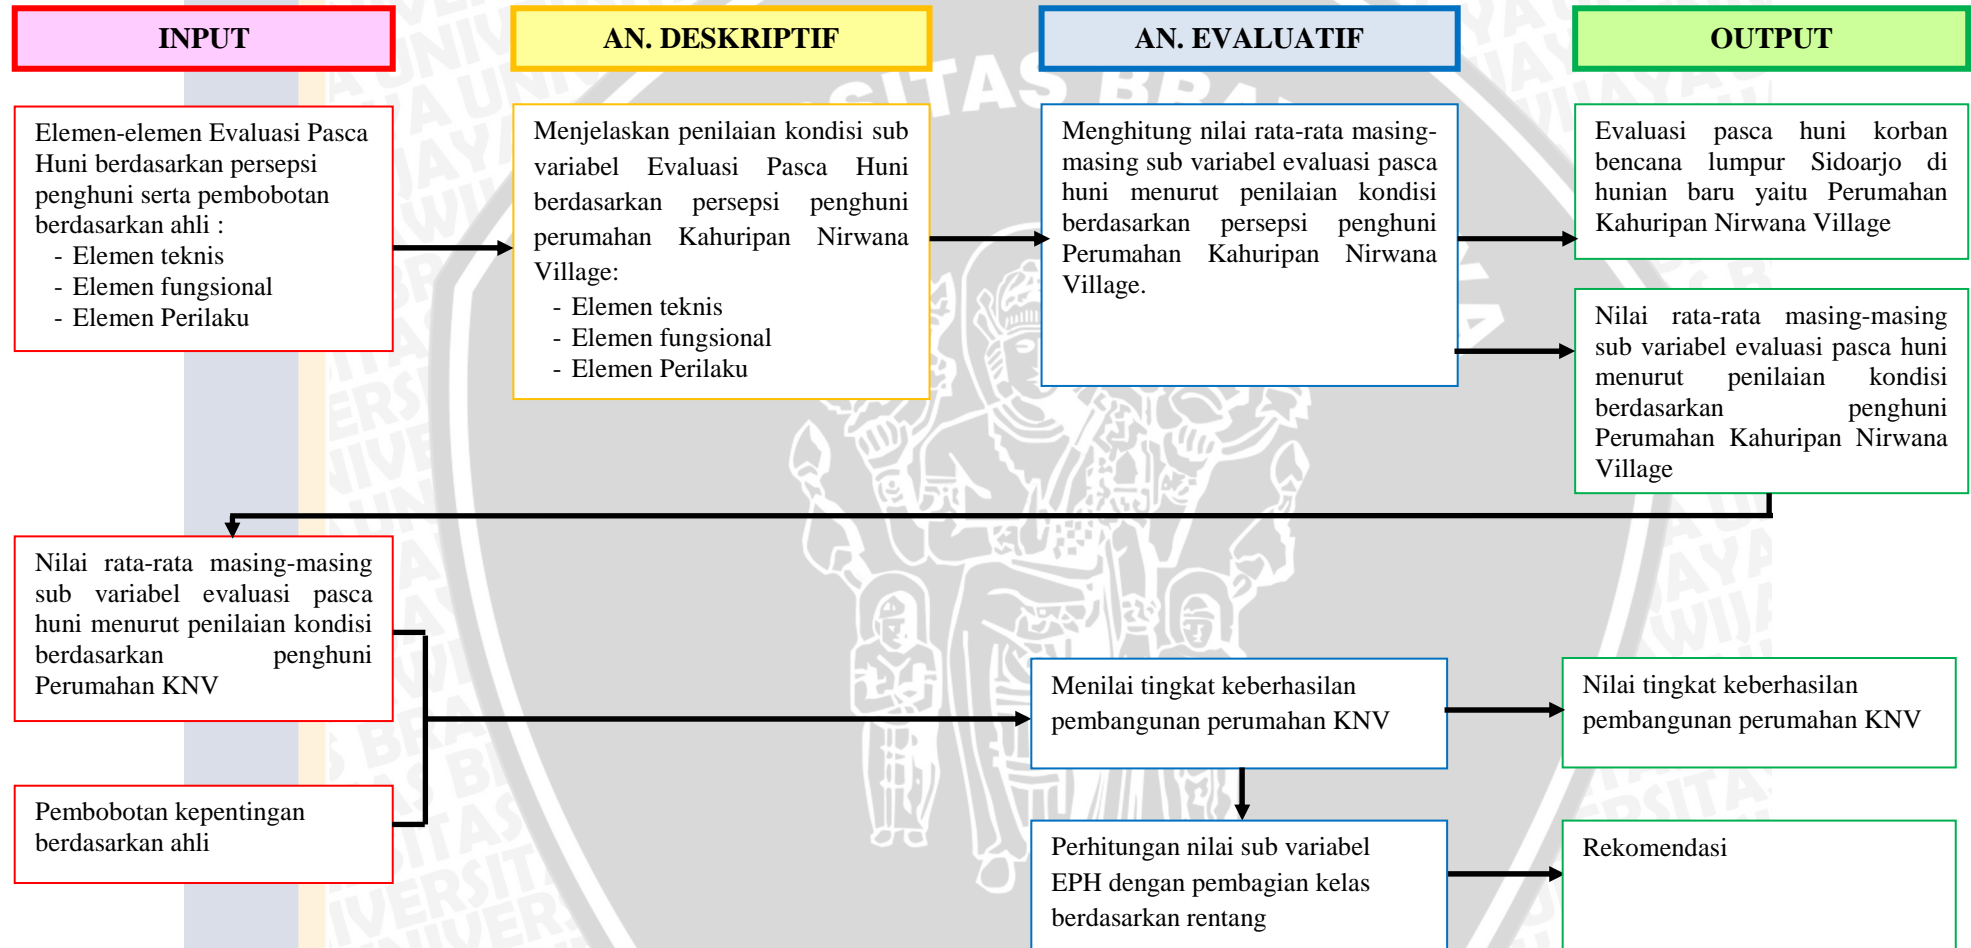 INPUT
AN. DESKRIPTIF
AN. EVALUATIF
OUTPUT
Elemen-elemen Evaluasi Pasca
Huni berdasarkan persepsi
penghuni serta pembobotan
berdasarkan ahli :
- Elemen teknis
- Elemen fungsional
- Elemen Perilaku
Menjelaskan penilaian kondisi sub
variabel Evaluasi Pasca Huni
berdasarkan persepsi penghuni
perumahan Kahuripan Nirwana
Village:
- Elemen teknis
- Elemen fungsional
- Elemen Perilaku
Menghitung nilai rata-rata masing-
masing sub variabel evaluasi pasca
huni menurut penilaian kondisi
berdasarkan persepsi penghuni
Perumahan Kahuripan Nirwana
Village.
Evaluasi pasca huni korban
bencana lumpur Sidoarjo di
hunian baru yaitu Perumahan
Kahuripan Nirwana Village
Nilai rata-rata masing-masing
sub variabel evaluasi pasca huni
menurut penilaian kondisi
berdasarkan penghuni
Perumahan Kahuripan Nirwana
Village
Nilai rata-rata masing-masing
sub variabel evaluasi pasca
huni menurut penilaian kondisi
berdasarkan penghuni
Perumahan KNV
Pembobotan kepentingan
berdasarkan ahli
Menilai tingkat keberhasilan
pembangunan perumahan KNV
Nilai tingkat keberhasilan
pembangunan perumahan KNV
Perhitungan nilai sub variabel
EPH dengan pembagian kelas
berdasarkan rentang
Rekomendasi